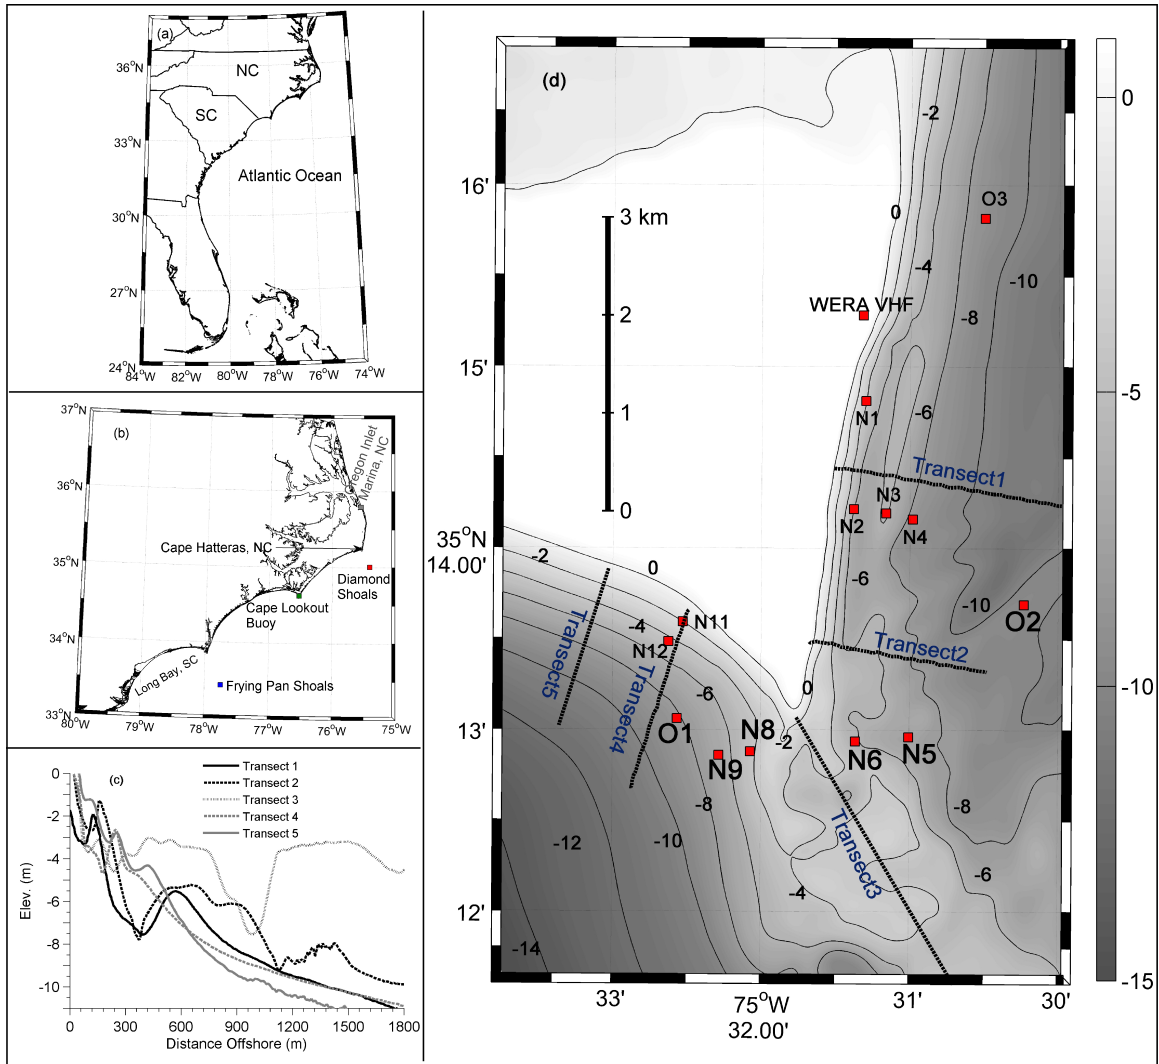 (a)
36°N
33°N
30°N
27°N
24°N
84°W
82°W
80°W
78°W
76°W
74°W
NC
SC
Atlantic Ocean
(b)
37°N
36°N
35°N
34°N
33°N
80°W
79°W
78°W
77°W
76°W
75°W
Oregon Inlet
Marina, NC
Cape Hatteras, NC
Diamond
Shoals
Cape Lookout
Buoy
Long Bay, SC
Frying Pan Shoals
(c)
Transect 1
Transect 2
Transect 3
Transect 4
Transect 5
0
-2
-4
-6
-8
-10
Elev. (m)
0
300
600
900
1200
1500
1800
Distance Offshore (m)
(d)
-2
16'
O3
3 km
0
-4
-10
WERA VHF
2
-8
15'
N1
1
-6
Transect1
N3
0
N2
N4
35°N
14.00'
-2
0
-6
-10
O2
Transect5
-4
N11
N12
Transect2
Transect4
-6
0
13'
O1
N8
-2
N9
N6
N5
-8
-8
-10
-12
Transect3
-6
-4
12'
-14
33'
75°W
32.00'
31'
30'
0
-5
-10
-15